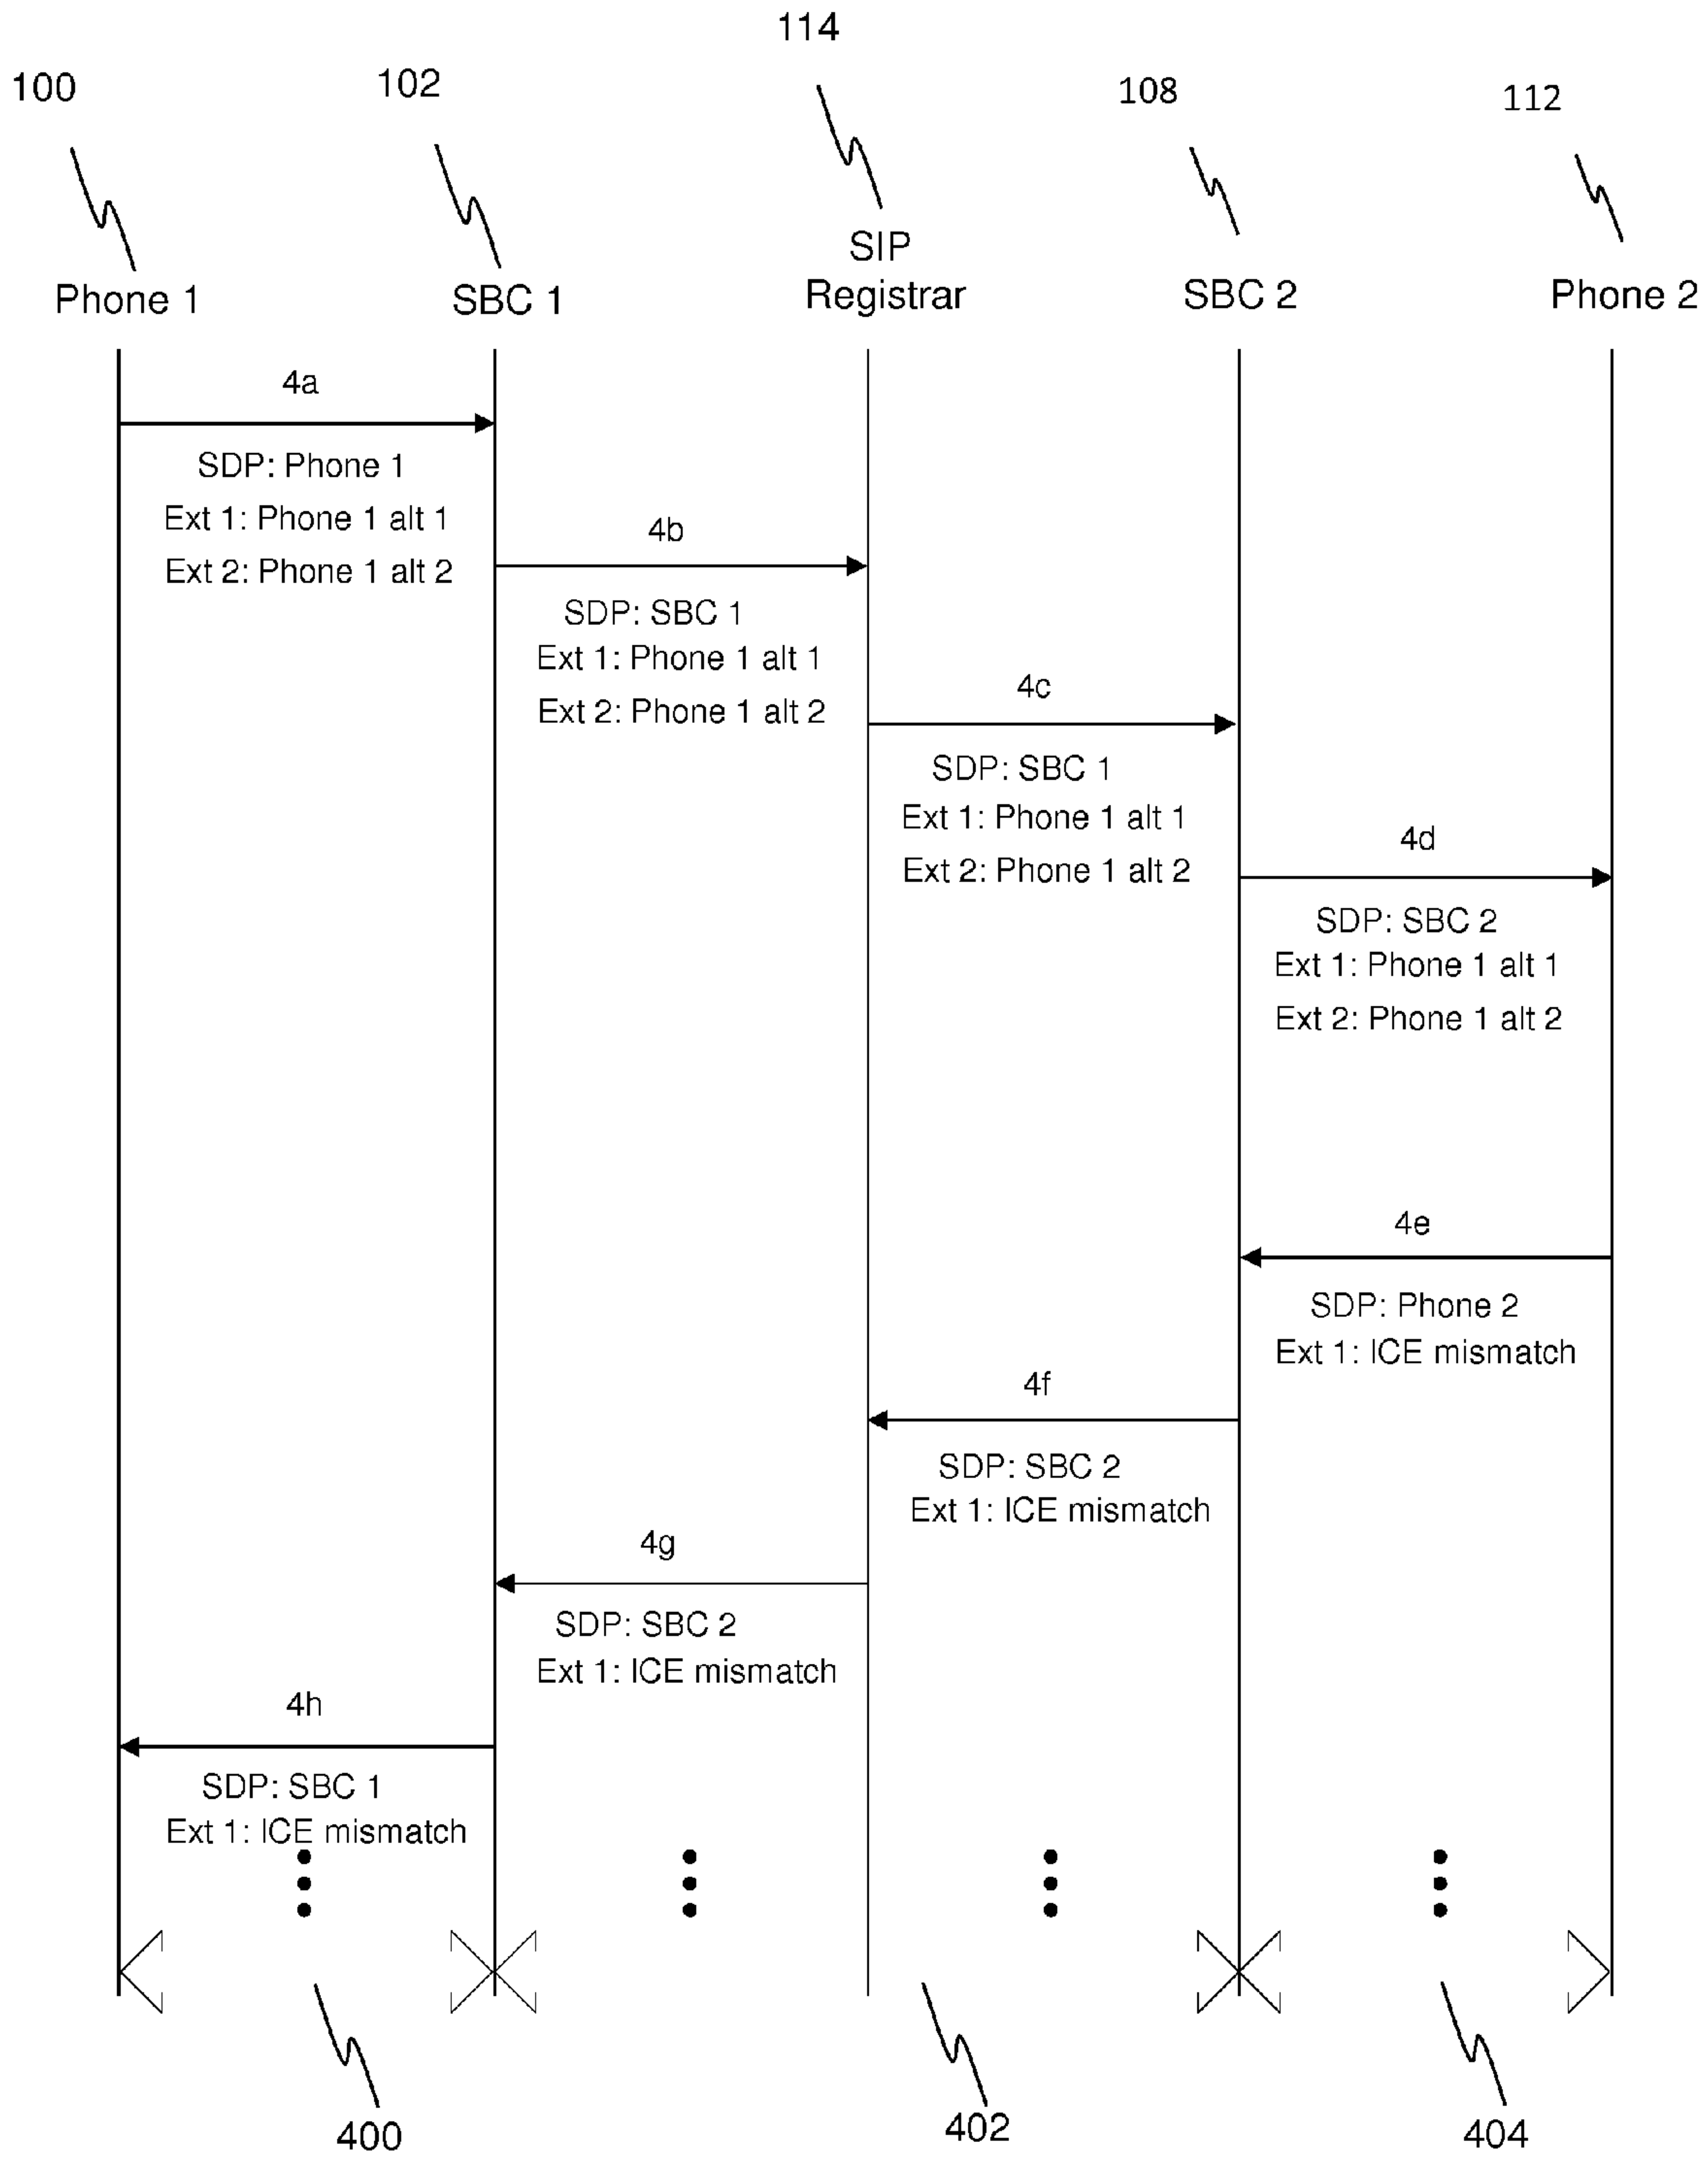 114
100
102
108
112
SIP
Registrar
Phone 1
SBC 1
SBC 2
Phone 2
4a
SDP: Phone 1
Ext 1: Phone 1 alt 1
Ext 2: Phone 1 alt 2
4b
SDP: SBC 1
Ext 1: Phone 1 alt 1
Ext 2: Phone 1 alt 2
4c
SDP: SBC 1
Ext 1: Phone 1 alt 1
Ext 2: Phone 1 alt 2
4d
SDP: SBC 2
Ext 1: Phone 1 alt 1
Ext 2: Phone 1 alt 2
4e
SDP: Phone 2
Ext 1: ICE mismatch
4f
SDP: SBC 2
Ext 1: ICE mismatch
4g
SDP: SBC 2
Ext 1: ICE mismatch
4h
SDP: SBC 1
Ext 1: ICE mismatch
400
402
404